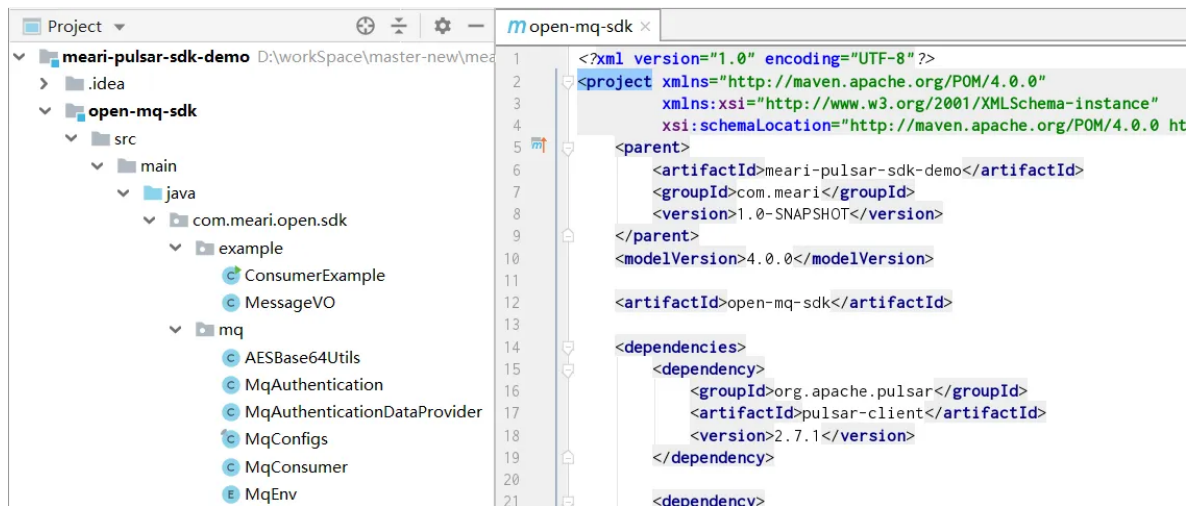 Project
meari-pulsar-sdk-demo D:\workSpace\master-new\mea
.idea
open-mq-sdk
src
main
java
com.meari.open.sdk
example
ConsumerExample
MessageVO
mq
AESBase64Utils
MqAuthentication
MqAuthenticationDataProvider
MqConfigs
MqConsumer
MqEnv
open-mq-sdk
1 <?xml version="1.0" encoding="UTF-8"?>
2 <project xmlns="http://maven.apache.org/POM/4.0.0"
3 xmlns:xsi="http://www.w3.org/2001/XMLSchema-instance"
4 xsi:schemaLocation="http://maven.apache.org/POM/4.0.0 ht
5 <parent>
6 <artifactId>meari-pulsar-sdk-demo</artifactId>
7 <groupId>com.meari</groupId>
8 <version>1.0-SNAPSHOT</version>
9 </parent>
10 <modelVersion>4.0.0</modelVersion>
11
12 <artifactId>open-mq-sdk</artifactId>
13
14 <dependencies>
15 <dependency>
16 <groupId>org.apache.pulsar</groupId>
17 <artifactId>pulsar-client</artifactId>
18 <version>2.7.1</version>
19 </dependency>
20
21 <dependency>